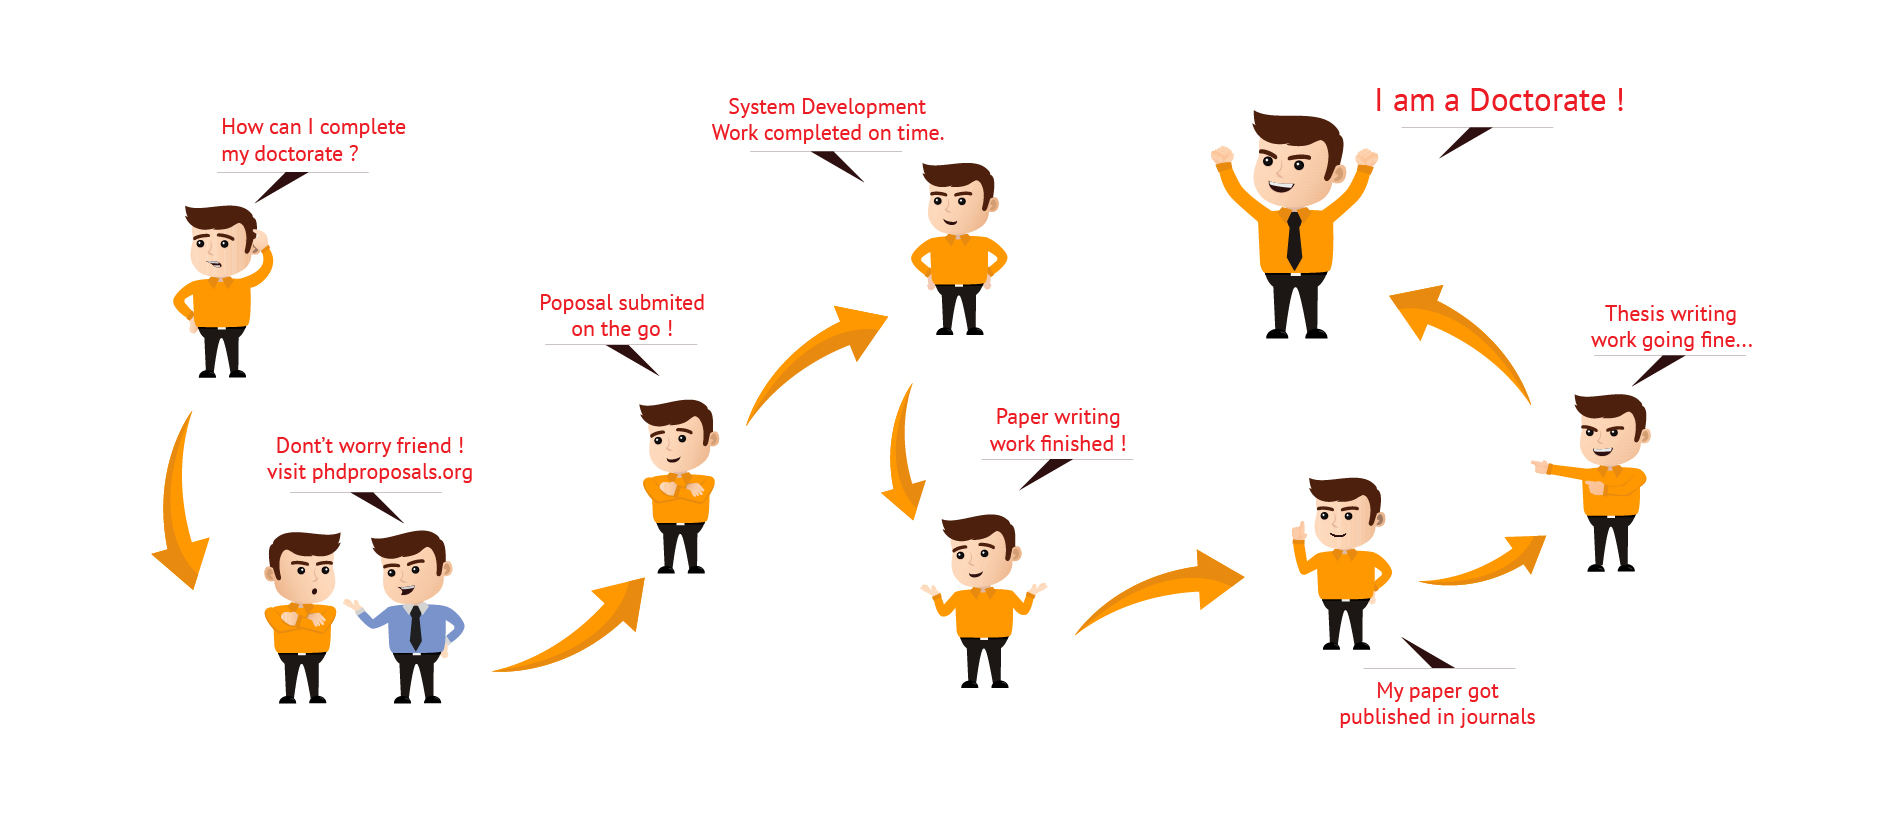 How can I complete
my doctorate ?
Dont’t worry friend !
visit phdproposals.org
Poposal submited
on the go !
System Development
Work completed on time.
Paper writing
work finished !
My paper got
published in journals
Thesis writing
work going fine...
I am a Doctorate !